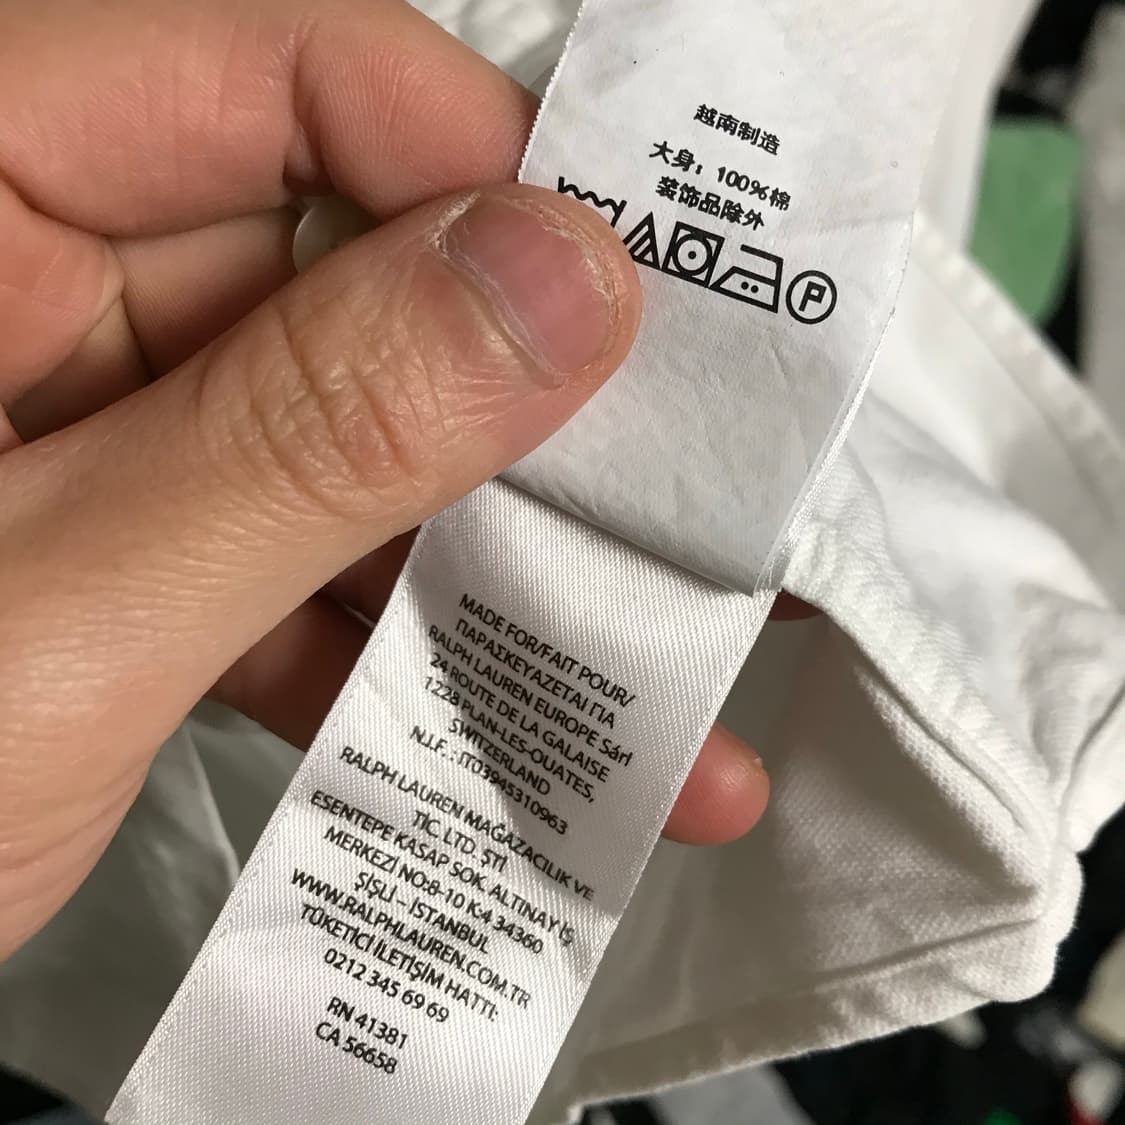 越南制造
大身：100%棉
装饰品除外
P
MADE FOR/FAIT POUR/
ΠΑΡΑΣΚΕΥΑΖΕΤΑΙ ΓΙΑ
RALPH LAUREN EUROPE Sárl
24 ROUTE DE LA GALAISE
1228 PLAN-LES-OUATES,
SWITZERLAND
N.I.F.: IT03945310963
RALPH LAUREN MAĞAZACILIK VE
TİC. LTD. ŞTİ
ESENTEPE KASAP SOK. ALTINAY İŞ
MERKEZİ NO:8-10 K:4 34360
ŞİŞLİ – İSTANBUL
WWW.RALPHLAUREN.COM.TR
TÜKETİCİ İLETİŞİM HATTI:
0212 345 69 69
RN 41381
CA 56658